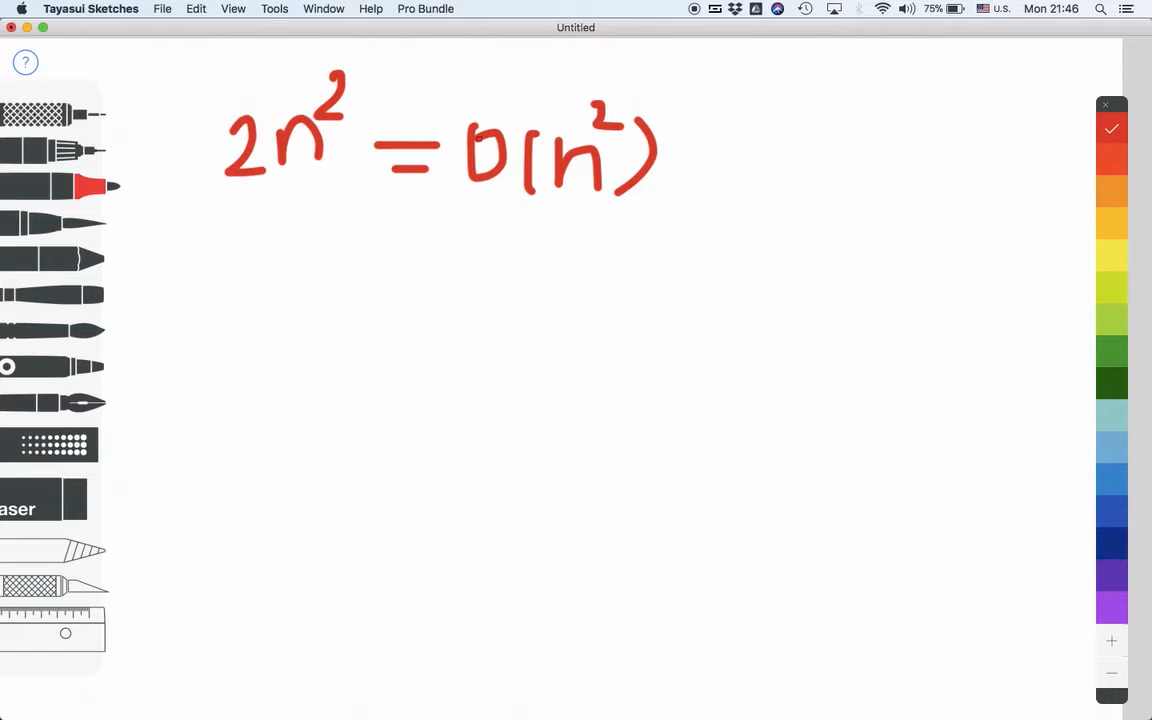 Tayasui Sketches File Edit View Tools Window Help Pro Bundle 75% U.S. Mon 21:46
Untitled
?
2n² = O(n²)
aser